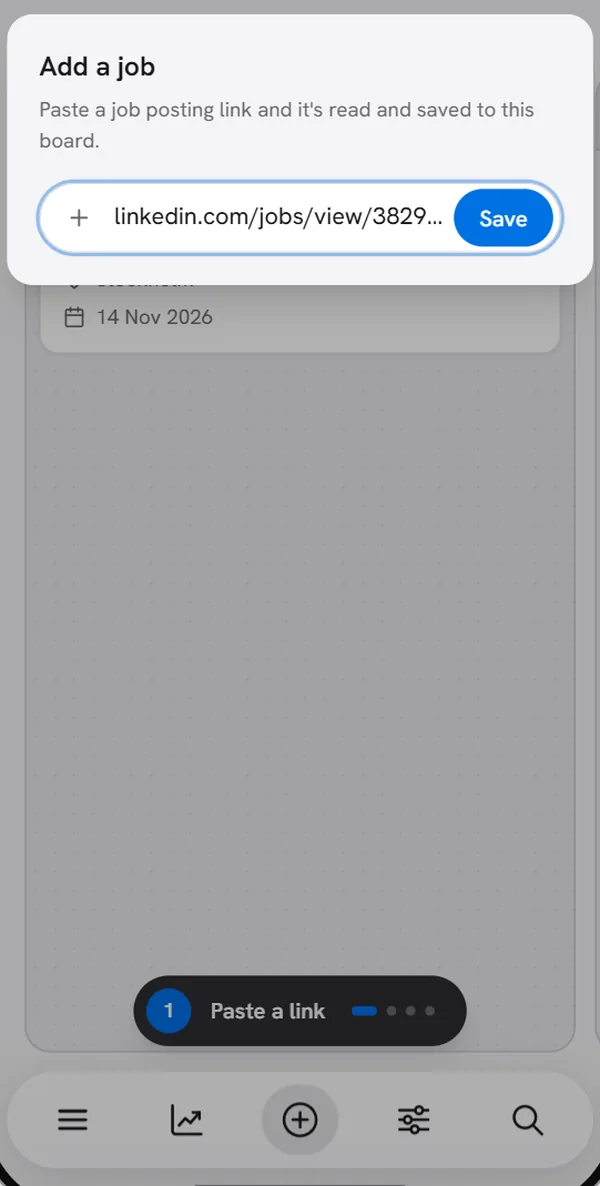 Add a job
Paste a job posting link and it's read and saved to this
board.
linkedin.com/jobs/view/3829...
Save
14 Nov 2026
1
Paste a link